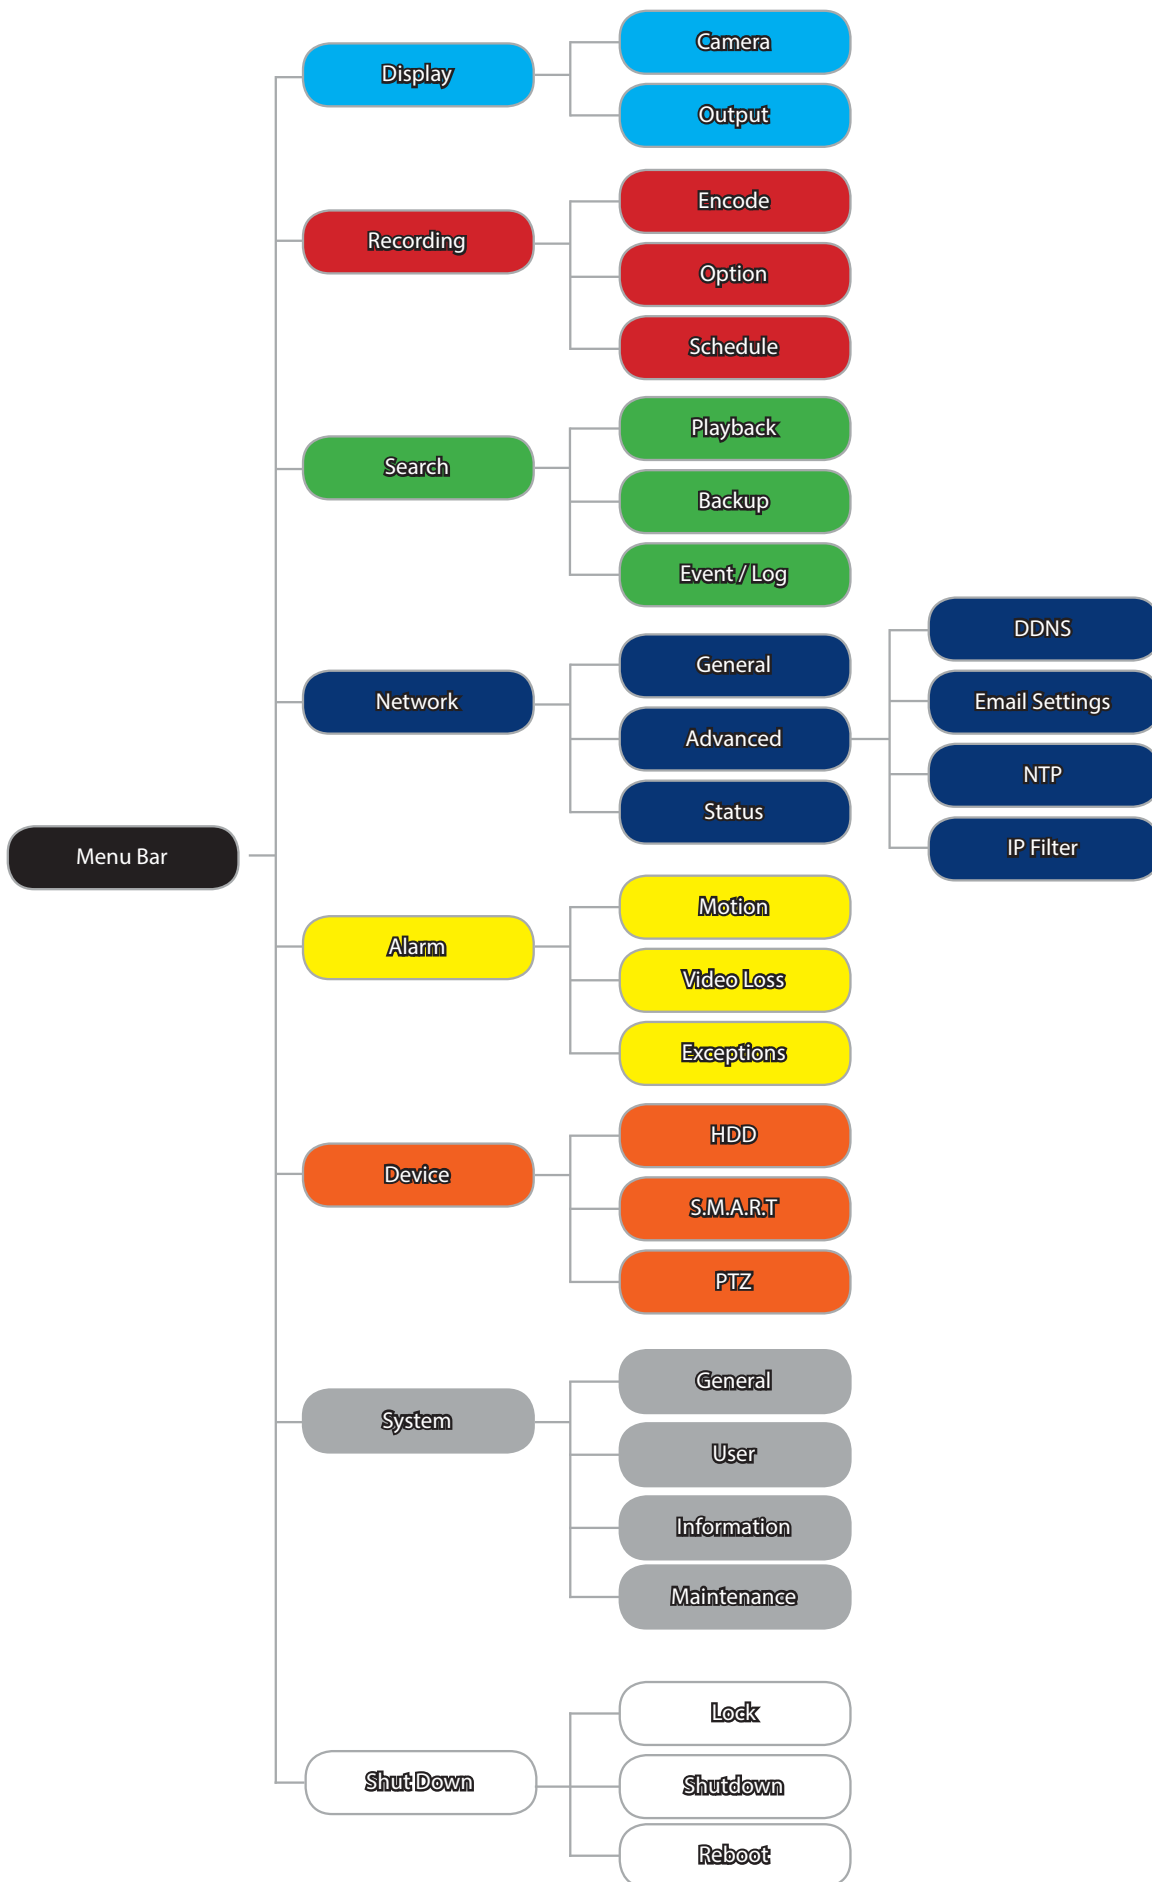 Menu Bar
Display
Camera
Output
Recording
Encode
Option
Schedule
Search
Playback
Backup
Event / Log
Network
General
Advanced
DDNS
Email Settings
NTP
IP Filter
Status
Alarm
Motion
Video Loss
Exceptions
Device
HDD
S.M.A.R.T
PTZ
System
General
User
Information
Maintenance
Shut Down
Lock
Shutdown
Reboot